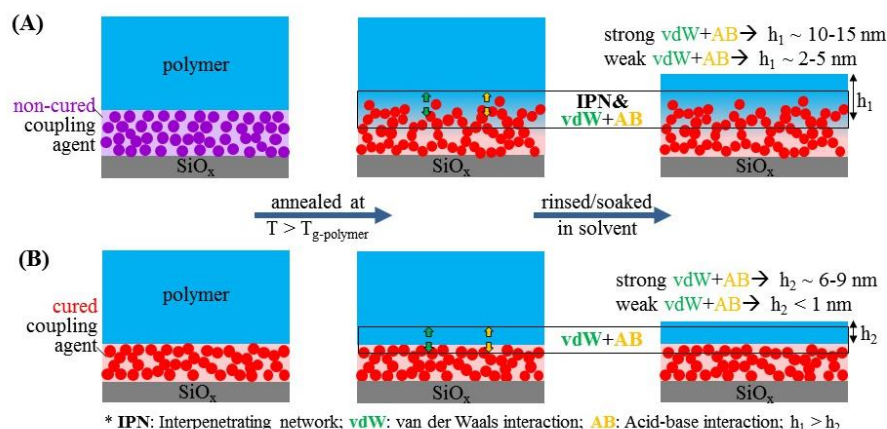 (A)
polymer
non-cured
coupling
agent
SiOx
annealed at
T > Tg-polymer
IPN&
vdW+AB
rinsed/soaked
in solvent
strong vdW+AB→ h1 ~ 10-15 nm
weak vdW+AB→ h1 ~ 2-5 nm
h1
SiOx
SiOx
(B)
polymer
cured
coupling
agent
SiOx
vdW+AB
SiOx
strong vdW+AB→ h2 ~ 6-9 nm
weak vdW+AB→ h2 < 1 nm
h2
SiOx
* IPN: Interpenetrating network; vdW: van der Waals interaction; AB: Acid-base interaction; h1 > h2